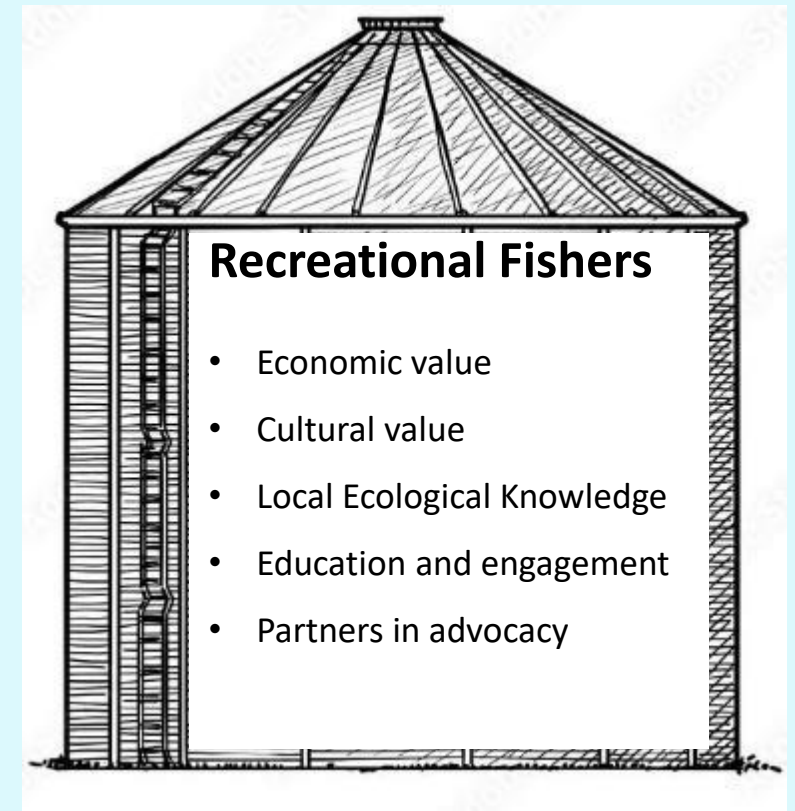 Recreational Fishers
• Economic value
• Cultural value
• Local Ecological Knowledge
• Education and engagement
• Partners in advocacy